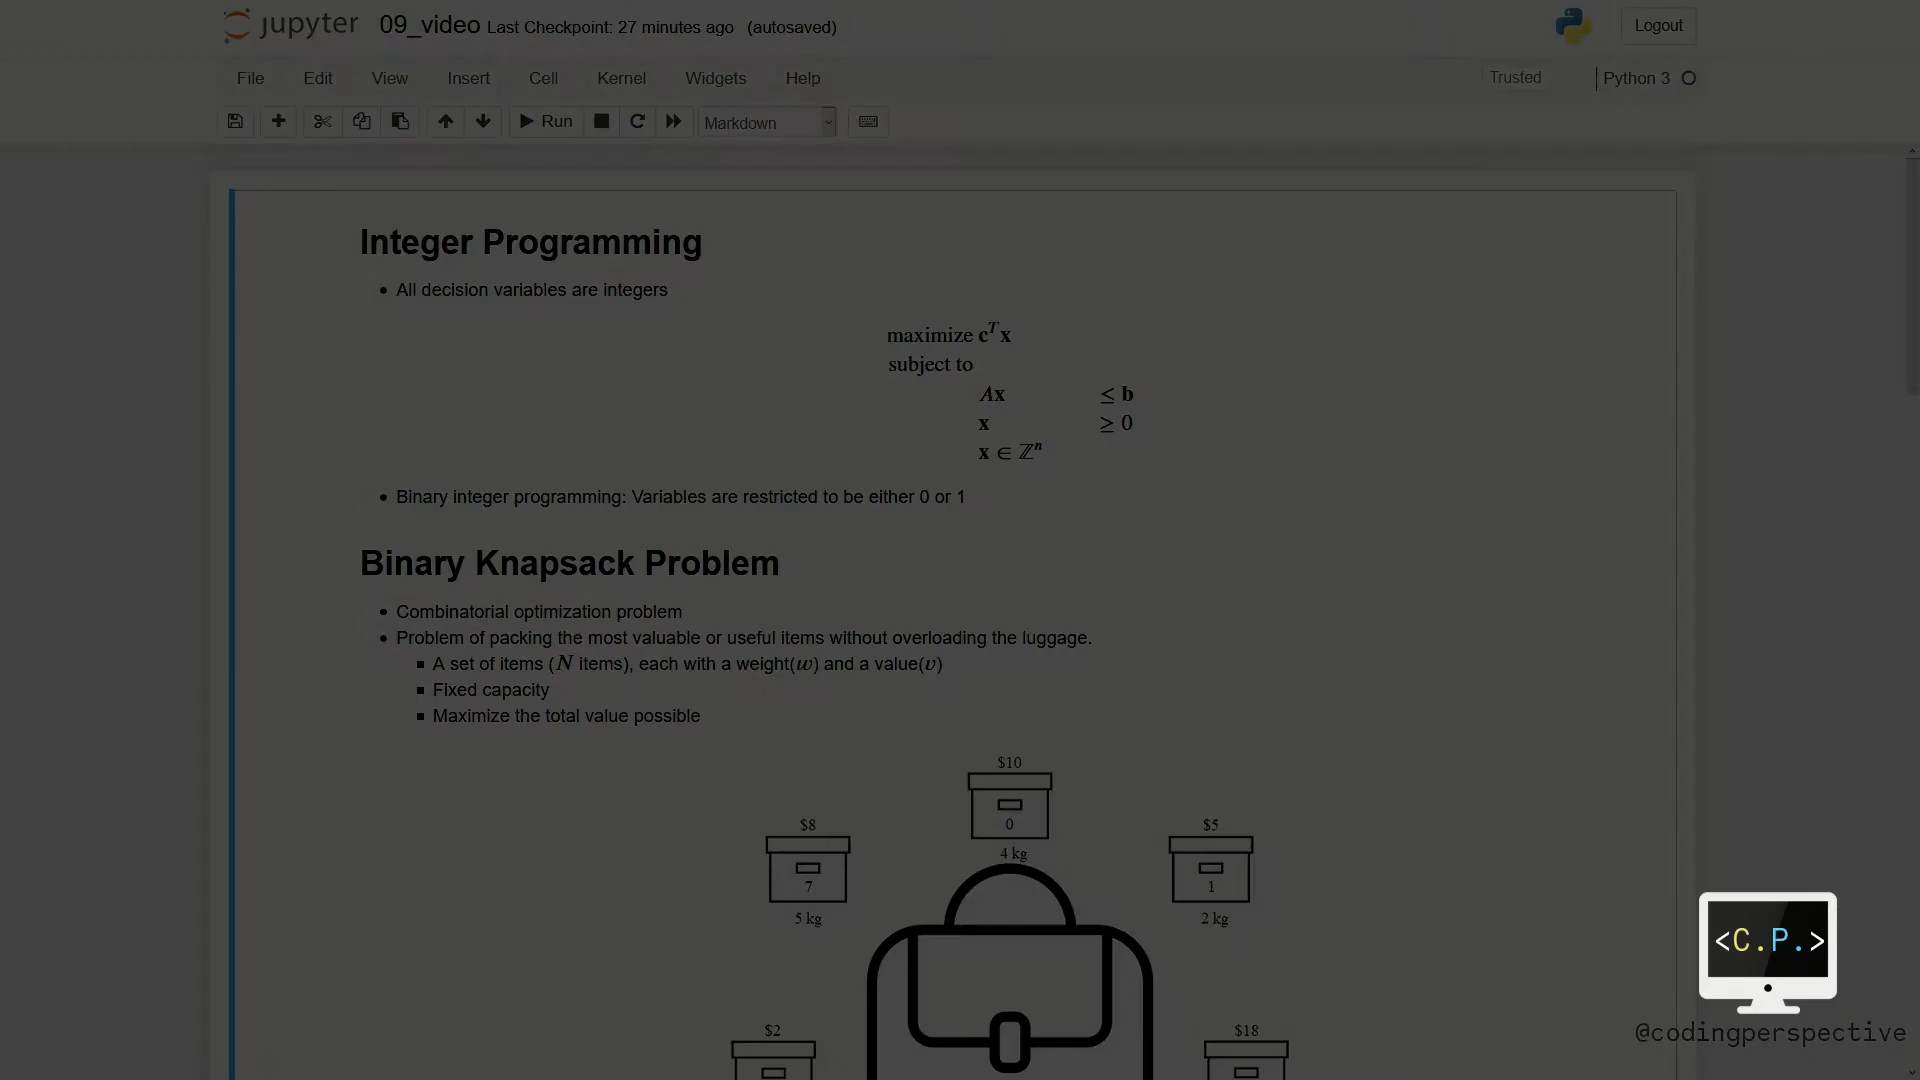 jupyter 09_video Last Checkpoint: 27 minutes ago (autosaved)
Logout
File Edit View Insert Cell Kernel Widgets Help
Trusted
Python 3
Run
Markdown
Integer Programming
All decision variables are integers
maximize c^T x
subject to
Ax ≤ b
x ≥ 0
x ∈ ℤ^n
Binary integer programming: Variables are restricted to be either 0 or 1
Binary Knapsack Problem
Combinatorial optimization problem
Problem of packing the most valuable or useful items without overloading the luggage.
A set of items (N items), each with a weight(w) and a value(v)
Fixed capacity
Maximize the total value possible
$10
0
4 kg
$8
7
5 kg
$5
1
2 kg
$2
$18
<C.P.>
@codingperspective